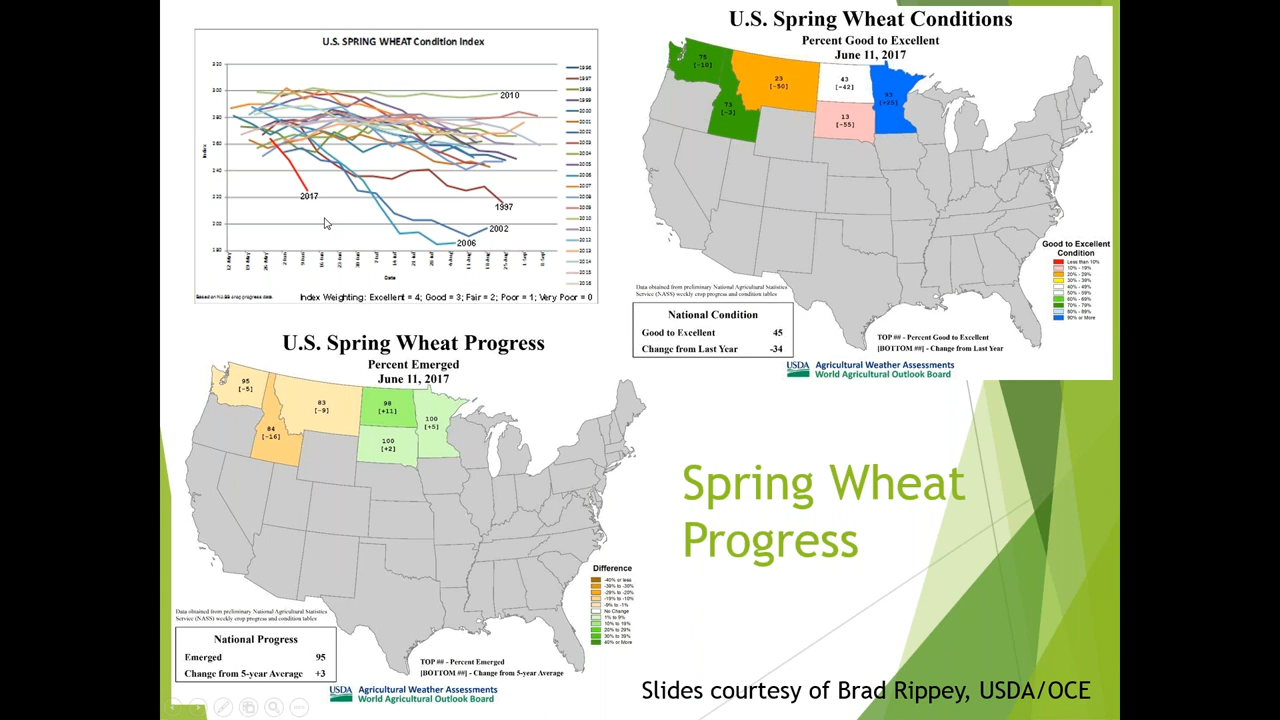 U.S. SPRING WHEAT Condition Index
Index
2010
2017
1997
2002
2006
Date
Based on NASS crop progress data.
Index Weighting: Excellent = 4; Good = 3; Fair = 2; Poor = 1; Very Poor = 0
U.S. Spring Wheat Conditions
Percent Good to Excellent
June 11, 2017
75
[-10]
23
[-50]
43
[-42]
93
[+25]
73
[-3]
13
[-55]
Good to Excellent
Condition
Less than 10%
10% - 19%
20% - 29%
30% - 39%
40% - 49%
50% - 59%
60% - 69%
70% - 79%
80% - 89%
90% or More
Data obtained from preliminary National Agricultural Statistics
Service (NASS) weekly crop progress and condition tables
National Condition
Good to Excellent 45
Change from Last Year -34
TOP ## - Percent Good to Excellent
[BOTTOM ##] - Change from Last Year
USDA Agricultural Weather Assessments
World Agricultural Outlook Board
U.S. Spring Wheat Progress
Percent Emerged
June 11, 2017
95
[-5]
83
[-9]
98
[+11]
100
[+5]
84
[-16]
100
[+2]
Difference
-40% or less
-19% to -10%
-9% to -1%
No Change
1% to 9%
10% to 19%
20% to 29%
30% to 39%
40% or More
Data obtained from preliminary National Agricultural Statistics
Service (NASS) weekly crop progress and condition tables
National Progress
Emerged 95
Change from 5-year Average +3
TOP ## - Percent Emerged
[BOTTOM ##] - Change from 5-year Average
USDA Agricultural Weather Assessments
World Agricultural Outlook Board
Spring Wheat
Progress
Slides courtesy of Brad Rippey, USDA/OCE